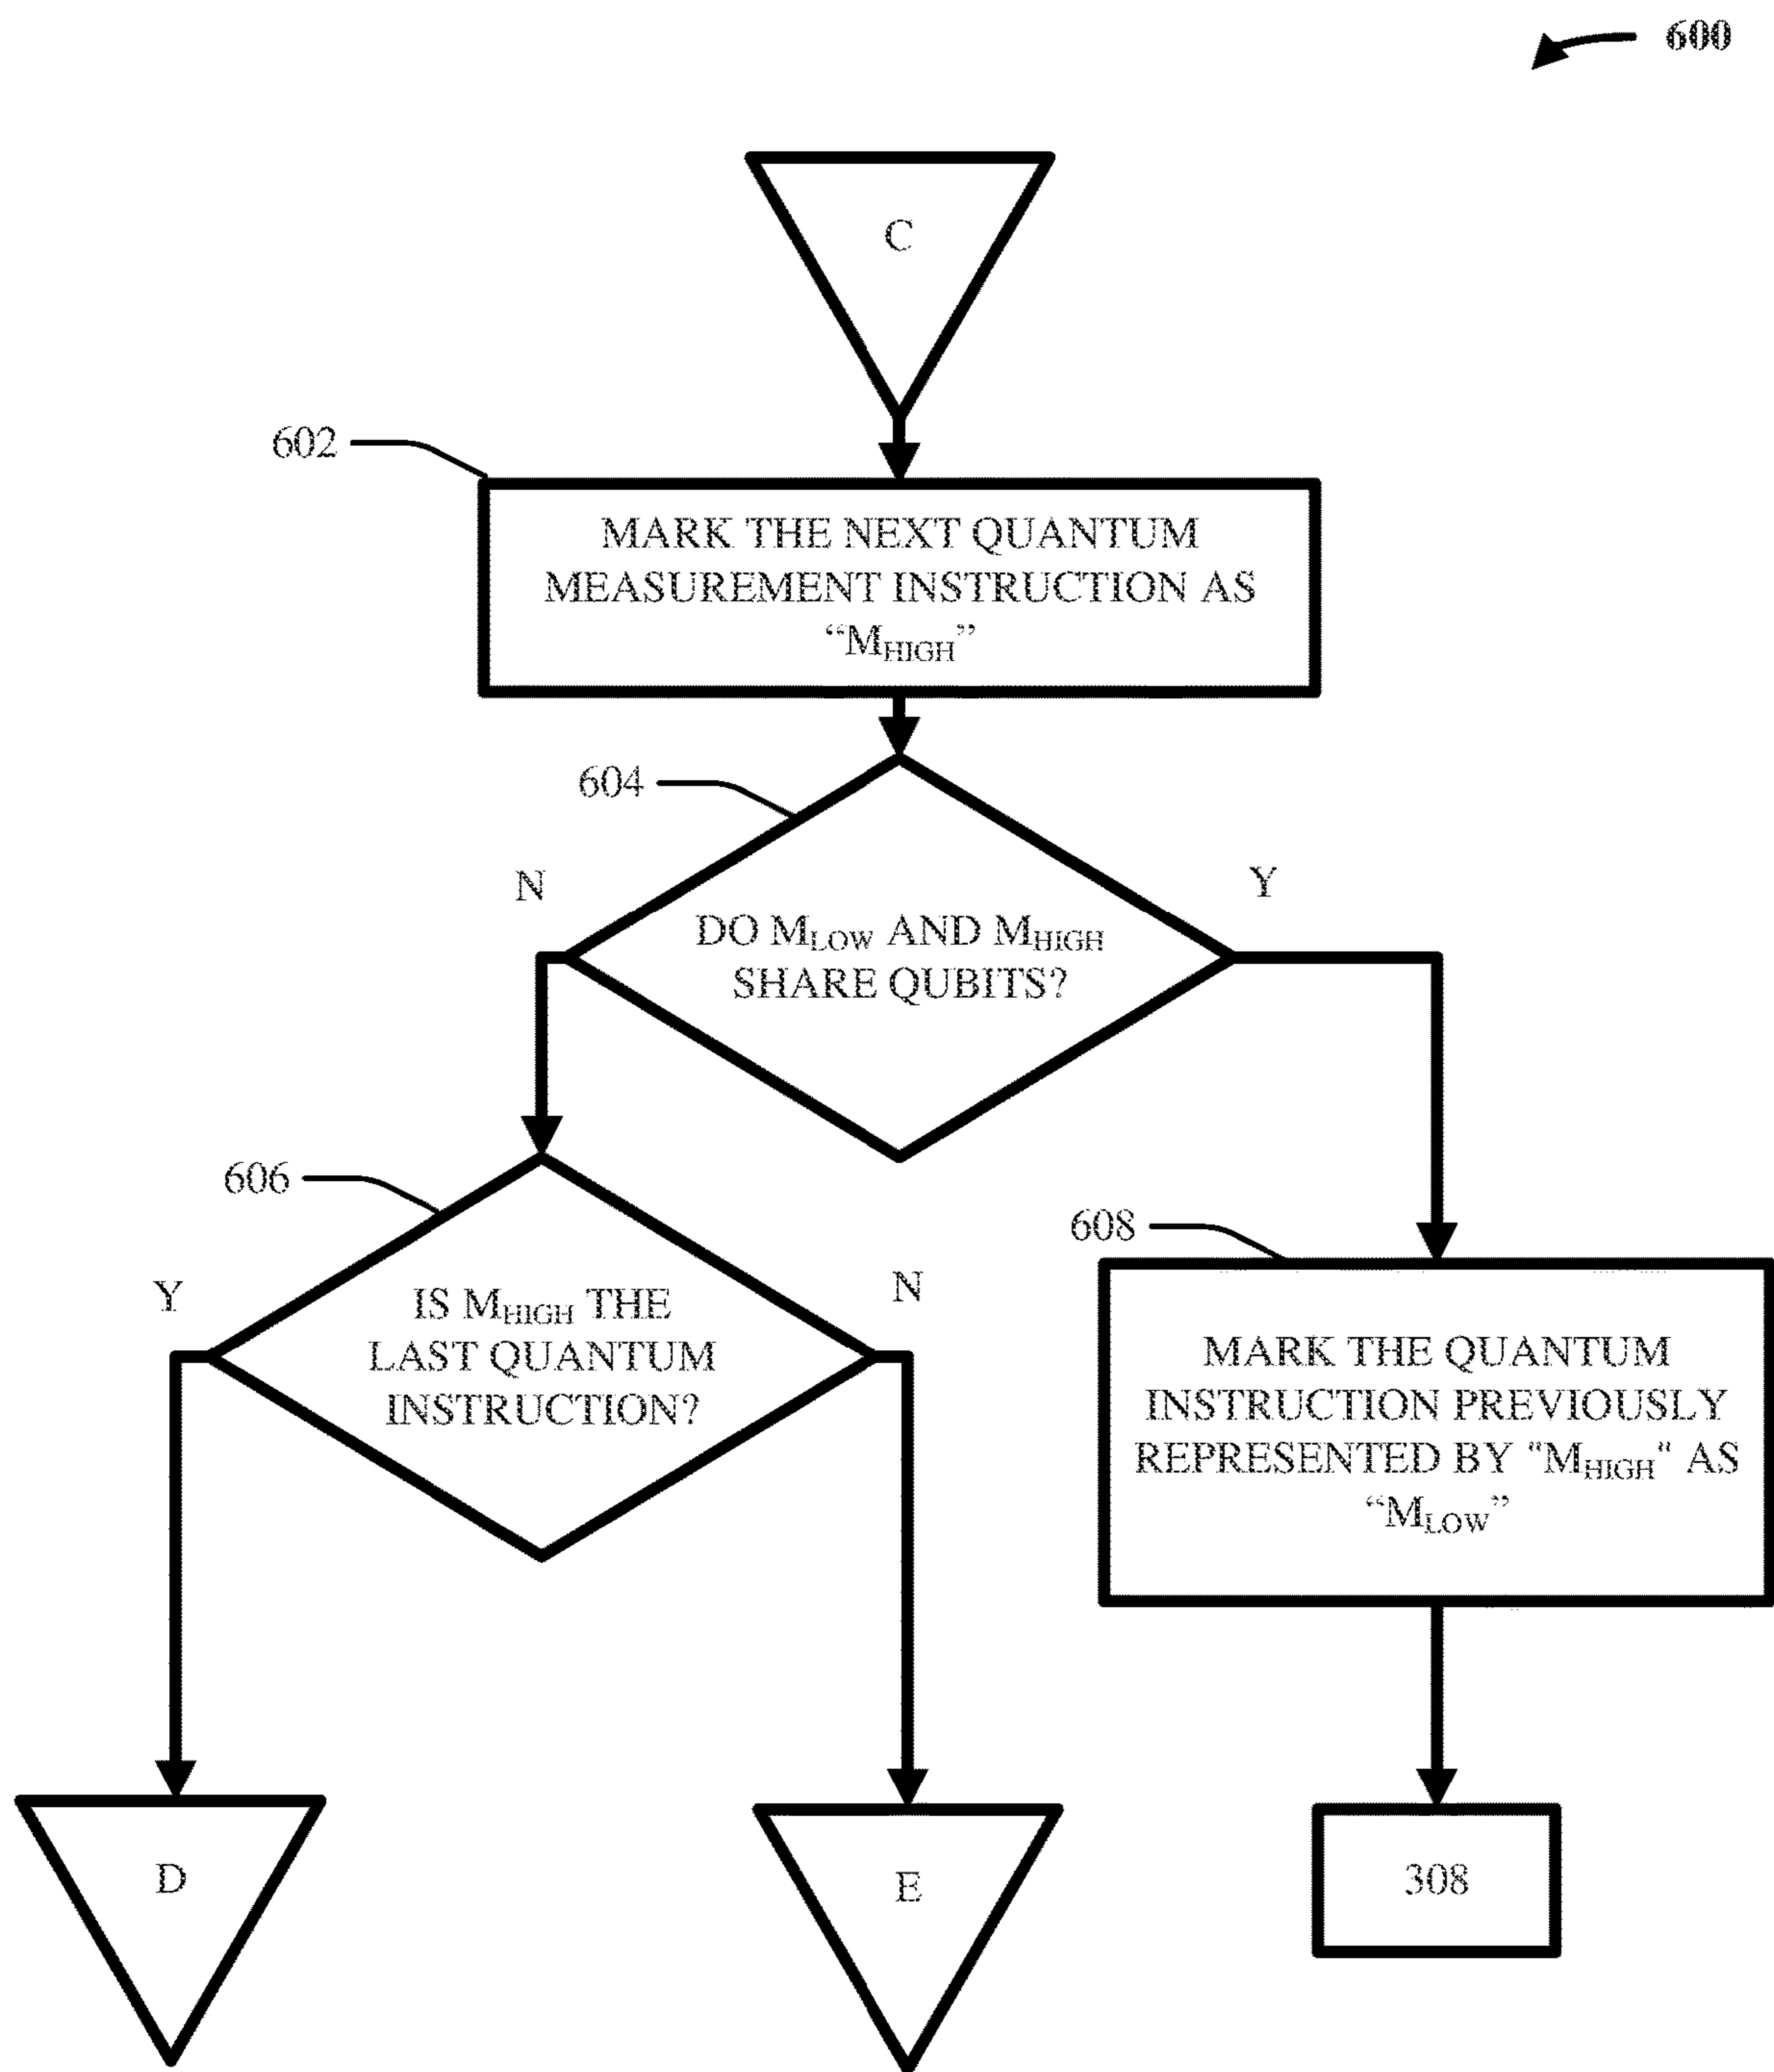 600
C
602
MARK THE NEXT QUANTUM
MEASUREMENT INSTRUCTION AS
“MHIGH”
604
N
Y
DO MLOW AND MHIGH
SHARE QUBITS?
606
608
Y
N
IS MHIGH THE
LAST QUANTUM
INSTRUCTION?
MARK THE QUANTUM
INSTRUCTION PREVIOUSLY
REPRESENTED BY "MHIGH" AS
“MLOW”
D
E
308